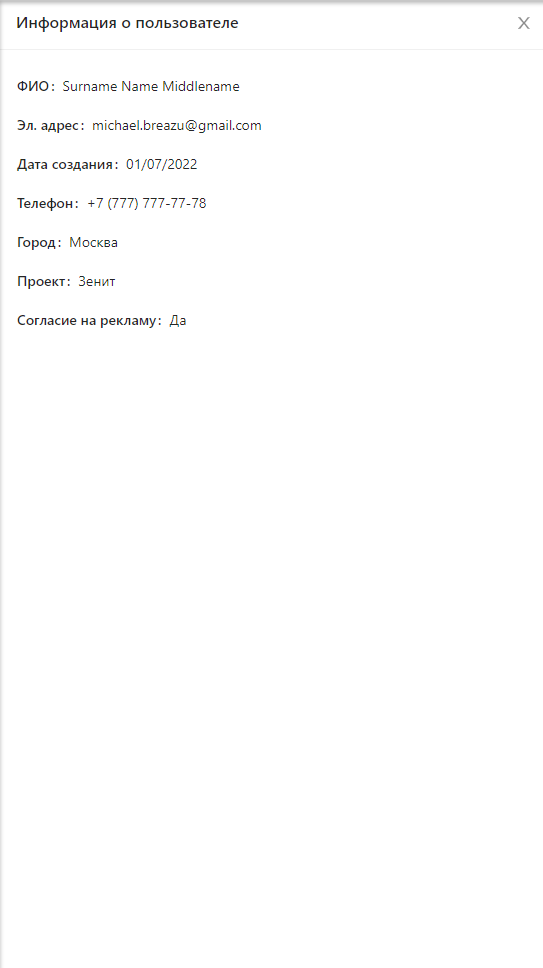 Информация о пользователе X
ФИО: Surname Name Middlename
Эл. адрес: michael.breazu@gmail.com
Дата создания: 01/07/2022
Телефон: +7 (777) 777-77-78
Город: Москва
Проект: Зенит
Согласие на рекламу: Да